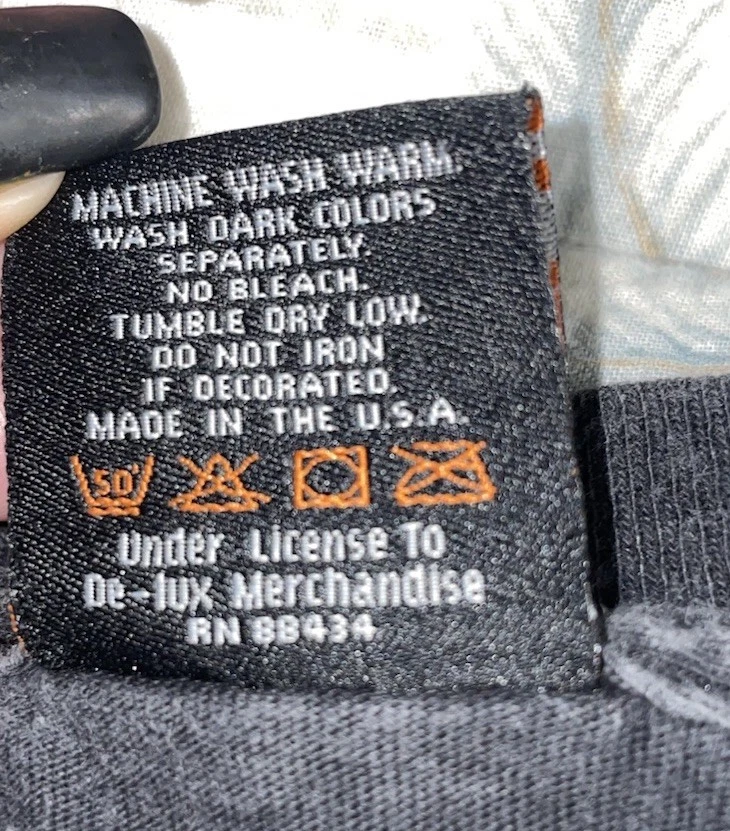 MACHINE WASH WARM.
WASH DARK COLORS
SEPARATELY.
NO BLEACH.
TUMBLE DRY LOW.
DO NOT IRON
IF DECORATED.
MADE IN THE U.S.A.
50°
Under License To
De-lux Merchandise
RN 88434